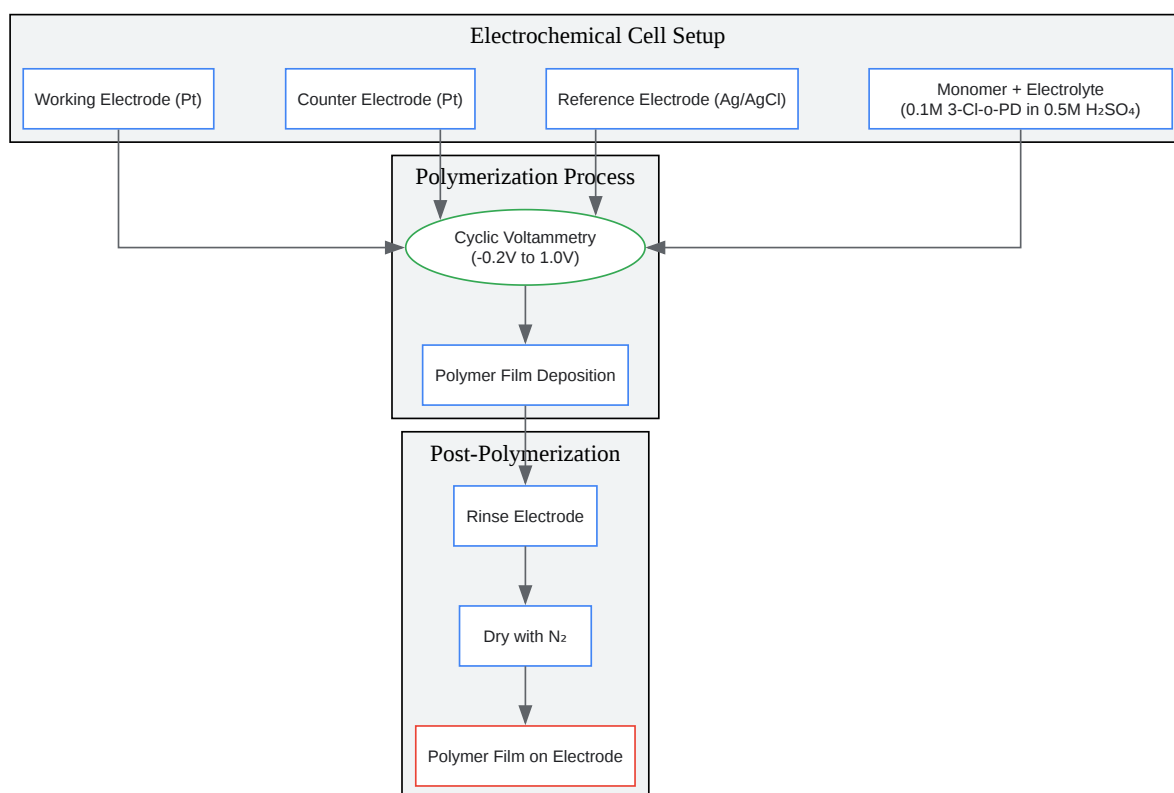 Electrochemical Cell Setup
Working Electrode (Pt)
Counter Electrode (Pt)
Reference Electrode (Ag/AgCl)
Monomer + Electrolyte
(0.1M 3-Cl-o-PD in 0.5M H₂SO₄)
Polymerization Process
Cyclic Voltammetry
(-0.2V to 1.0V)
Polymer Film Deposition
Post-Polymerization
Rinse Electrode
Dry with N₂
Polymer Film on Electrode